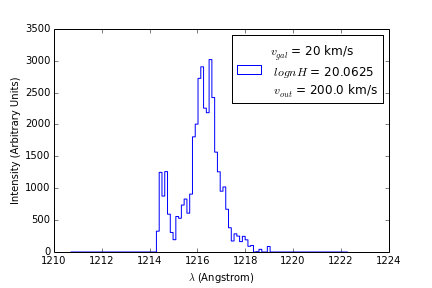 3500
3000
2500
2000
1500
1000
500
0
Intensity (Arbitrary Units)
v_gal = 20 km/s
lognH = 20.0625
v_out = 200.0 km/s
1210 1212 1214 1216 1218 1220 1222 1224
λ (Angstrom)